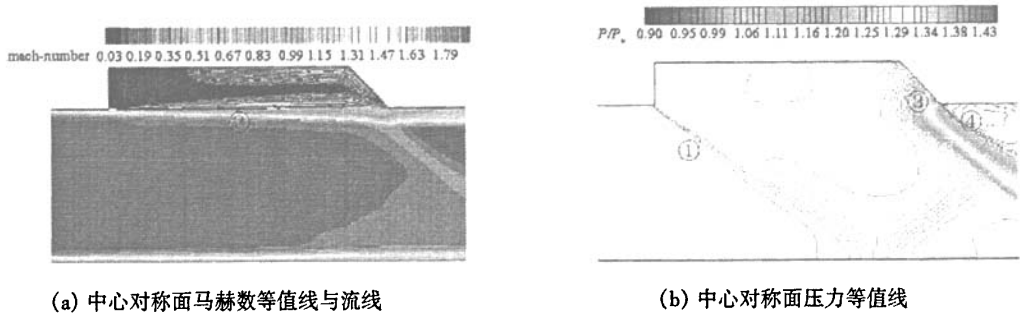 mach-number 0.03 0.19 0.35 0.51 0.67 0.83 0.99 1.15 1.31 1.47 1.63 1.79
②
(a) 中心对称面马赫数等值线与流线
0.90 0.95 0.99 1.06 1.11 1.16 1.20 1.25 1.29 1.34 1.38 1.43
①
③
④
(b) 中心对称面压力等值线